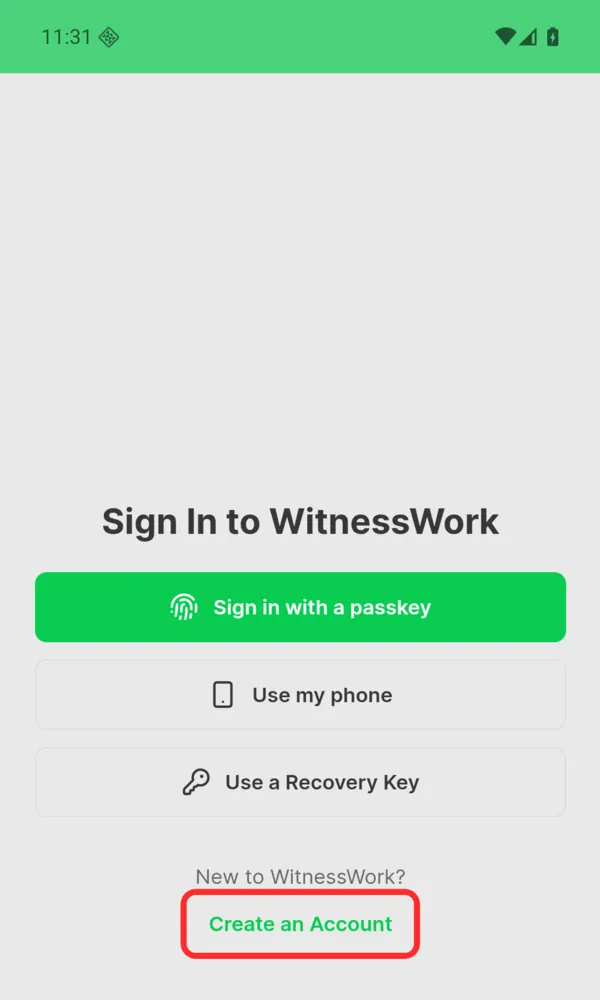 11:31
Sign In to WitnessWork
Sign in with a passkey
Use my phone
Use a Recovery Key
New to WitnessWork?
Create an Account